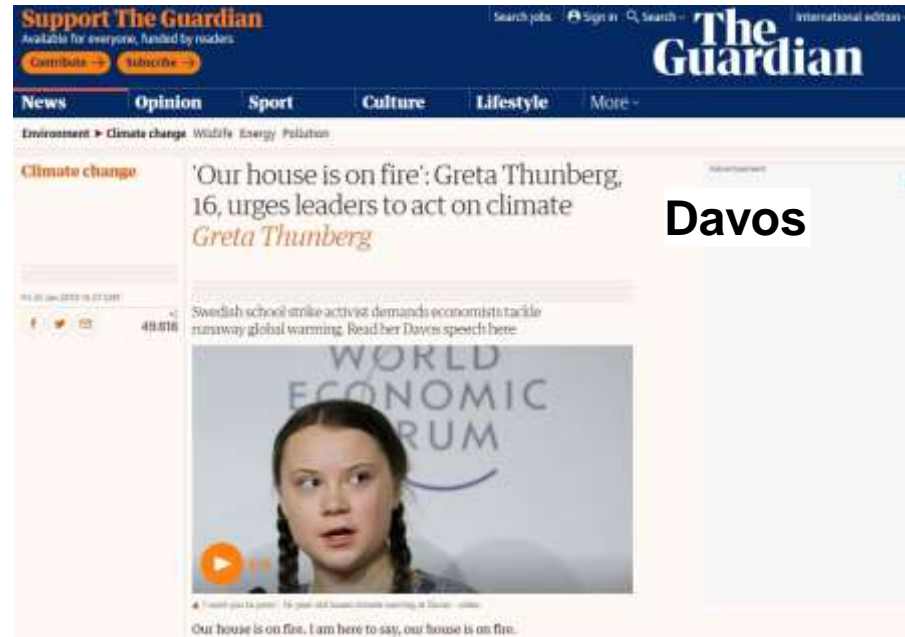 Support The Guardian
Available for everyone, funded by readers
Contribute →
Subscribe →
Search jobs
Sign in
Search
International edition
The
Guardian
News
Opinion
Sport
Culture
Lifestyle
More
Environment ▸ Climate change Wildlife Energy Pollution
Climate change
'Our house is on fire': Greta Thunberg,
16, urges leaders to act on climate
Greta Thunberg
Advertisement
Davos
Swedish school strike activist demands economists tackle
runaway global warming. Read her Davos speech here
WORLD
ECONOMIC
RUM
Our house is on fire. I am here to say, our house is on fire.